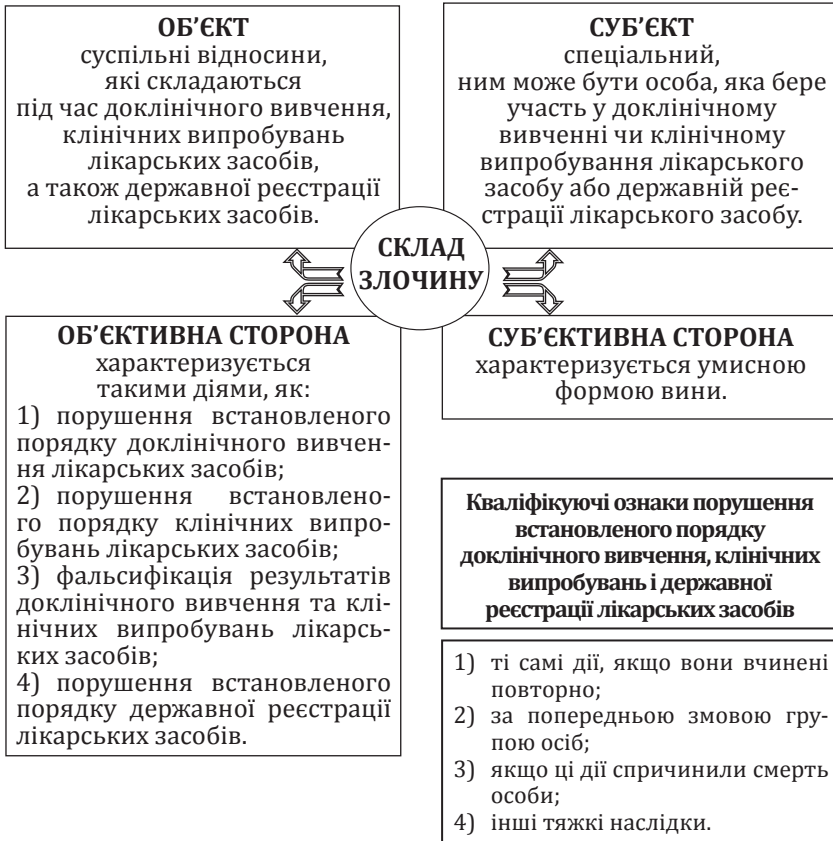 ОБ’ЄКТ
суспільні відносини,
які складаються
під час доклінічного вивчення,
клінічних випробувань
лікарських засобів,
а також державної реєстрації
лікарських засобів.
СУБ’ЄКТ
спеціальний,
ним може бути особа, яка бере
участь у доклінічному
вивченні чи клінічному
випробування лікарського
засобу або державній реє-
страції лікарського засобу.
СКЛАД
ЗЛОЧИНУ
ОБ’ЄКТИВНА СТОРОНА
характеризується
такими діями, як:
1) порушення встановленого
порядку доклінічного вивчен-
ня лікарських засобів;
2) порушення встановлено-
го порядку клінічних випро-
бувань лікарських засобів;
3) фальсифікація результатів
доклінічного вивчення та клі-
нічних випробувань лікарсь-
ких засобів;
4) порушення встановленого
порядку державної реєстрації
лікарських засобів.
СУБ’ЄКТИВНА СТОРОНА
характеризується умисною
формою вини.
Кваліфікуючі ознаки порушення
встановленого порядку
доклінічного вивчення, клінічних
випробувань і державної
реєстрації лікарських засобів
1) ті самі дії, якщо вони вчинені
повторно;
2) за попередньою змовою гру-
пою осіб;
3) якщо ці дії спричинили смерть
особи;
4) інші тяжкі наслідки.